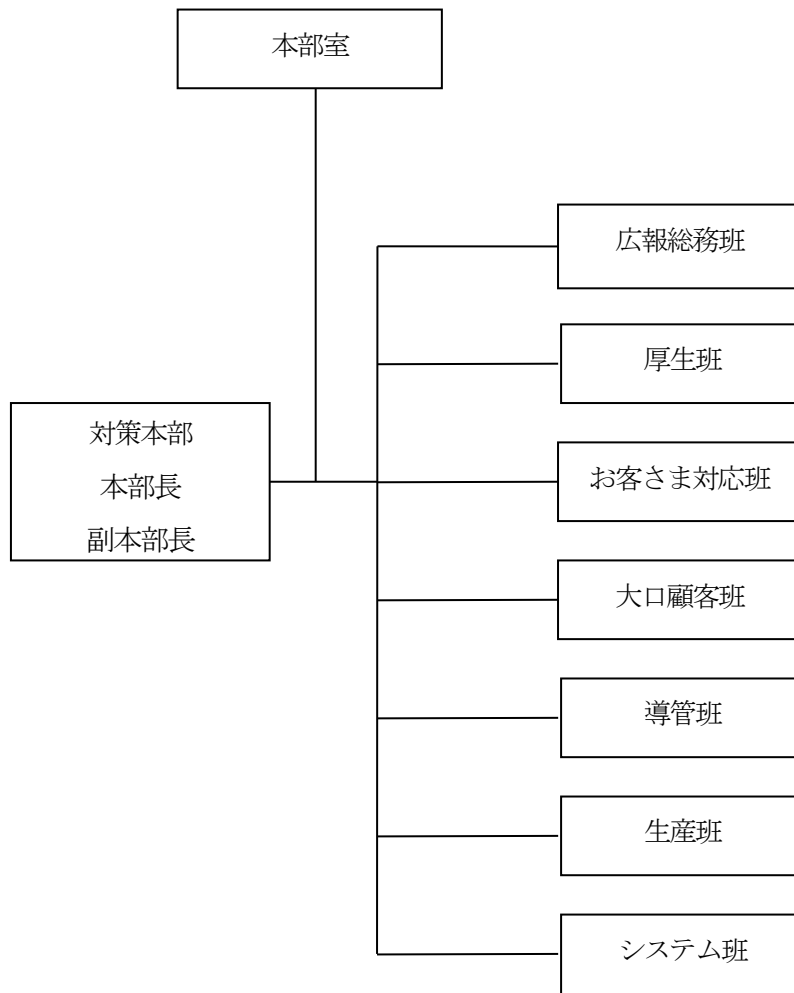 本部室
広報総務班
厚生班
対策本部
本部長
副本部長
お客さま対応班
大口顧客班
導管班
生産班
システム班